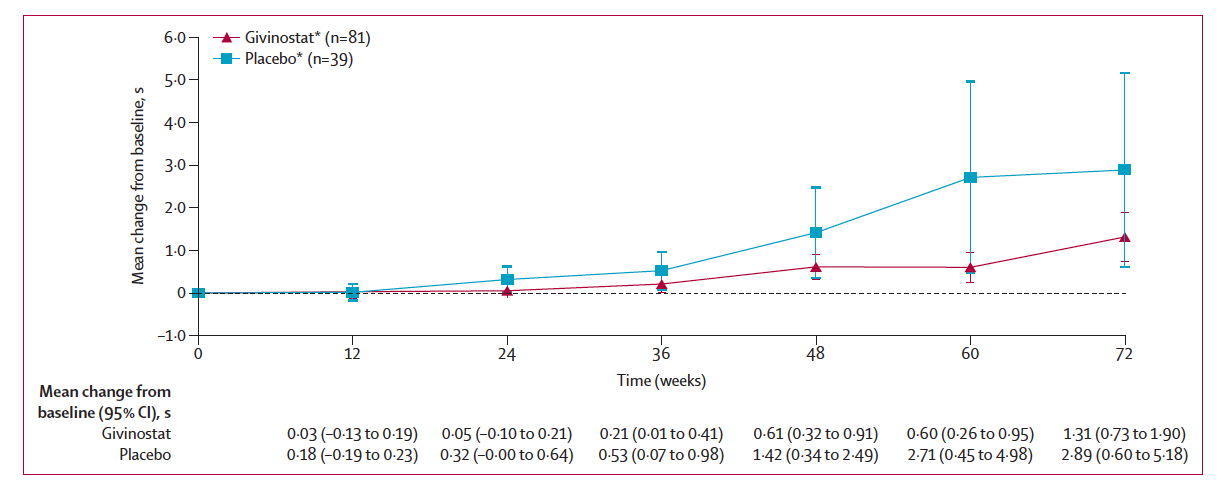 6·0
Givinostat* (n=81)
Placebo* (n=39)
5·0
4·0
3·0
2·0
1·0
0
–1·0
Mean change from baseline, s
0 12 24 36 48 60 72
Time (weeks)
Mean change from
baseline (95% CI), s
Givinostat 0·03 (–0·13 to 0·19) 0·05 (–0·10 to 0·21) 0·21 (0·01 to 0·41) 0·61 (0·32 to 0·91) 0·60 (0·26 to 0·95) 1·31 (0·73 to 1·90)
Placebo 0·18 (–0·19 to 0·23) 0·32 (–0·00 to 0·64) 0·53 (0·07 to 0·98) 1·42 (0·34 to 2·49) 2·71 (0·45 to 4·98) 2·89 (0·60 to 5·18)